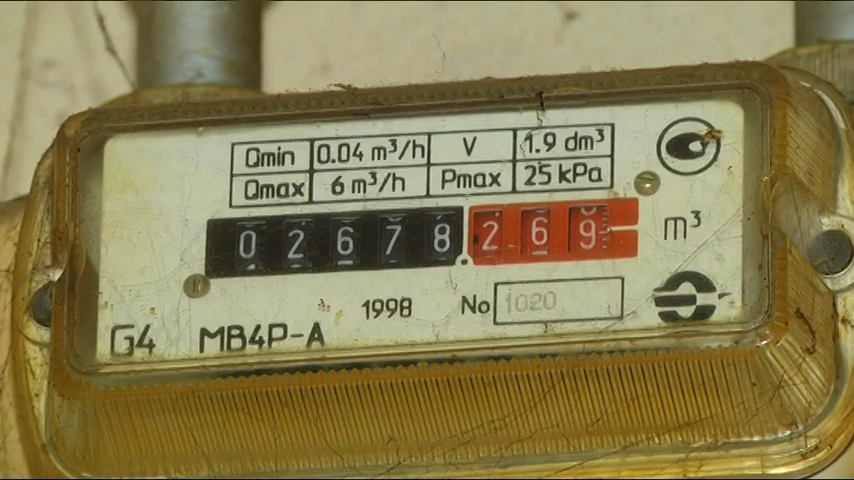 Qmin 0.04 m³/h V 1.9 dm³
Qmax 6 m³/h Pmax 25 kPa
02678 269 m³
1998 No 1020
G4 MB4P-A